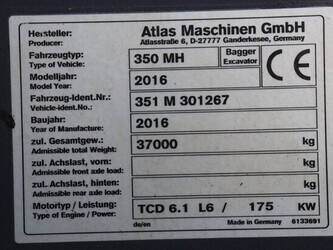 Hersteller: Atlas Maschinen GmbH
Producer: Atlasstraße 6, D-27777 Ganderkesee, Germany
Fahrzeugtyp: 350 MH Bagger
Type of Vehicle: Excavator
CE
Modelljahr: 2016
Model Year:
Fahrzeug-Ident.Nr.: 351 M 301267
Vehicle-Ident.No.:
Baujahr: 2016
Year of Manufacture:
zul. Gesamtgew.: 37000 kg
Admissible total Weight:
zul. Achslast, vorn: kg
Admissible front axle load:
zul. Achslast, hinten: kg
Admissible rear axle load:
Motortyp / Leistung: TCD 6.1 L6 / 175 KW
Type of Engine / Power:
de/en Made in Germany 6133691